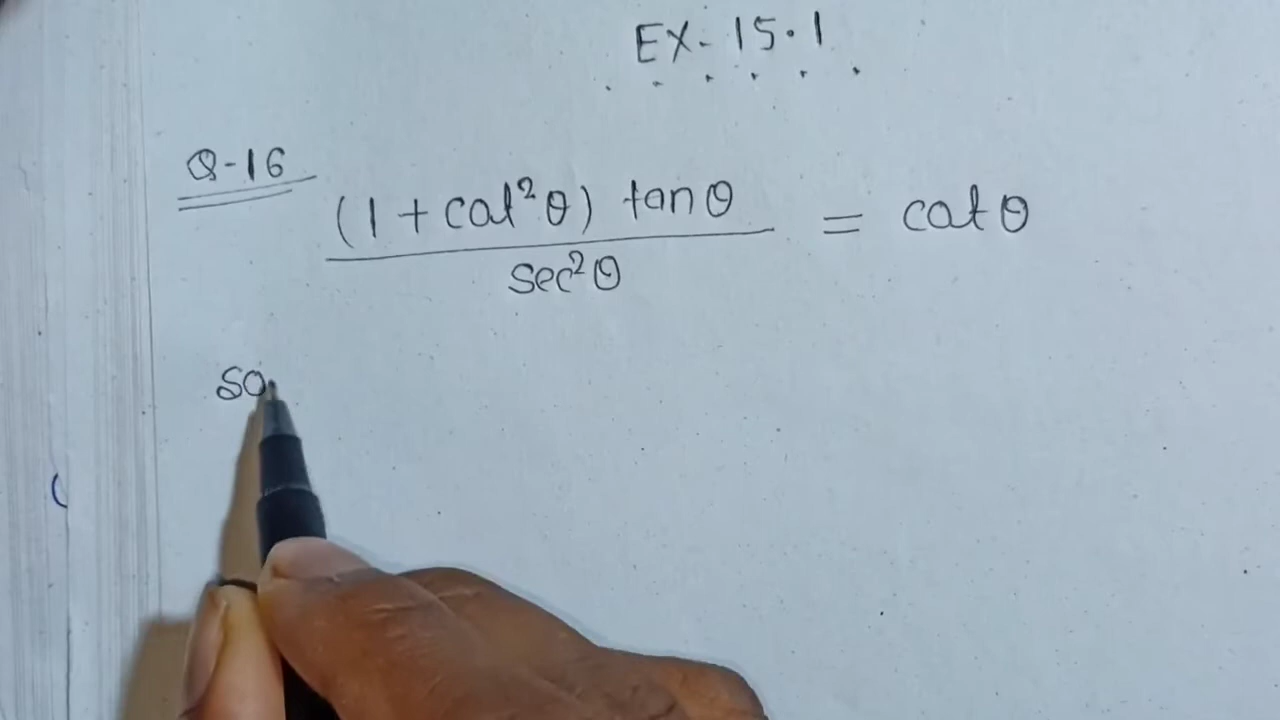 EX- 15.1
Q-16
(1 + cot²θ) tanθ = cotθ
sec²θ
so